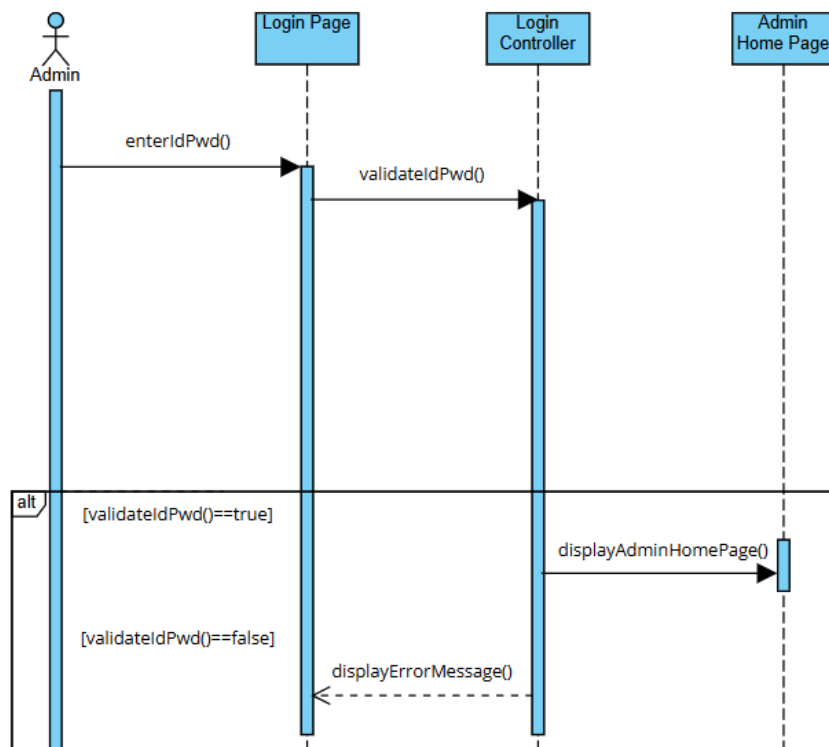 Admin
Login Page
Login
Controller
Admin
Home Page
enterIdPwd()
validateIdPwd()
alt
[validateIdPwd()==true]
displayAdminHomePage()
[validateIdPwd()==false]
displayErrorMessage()